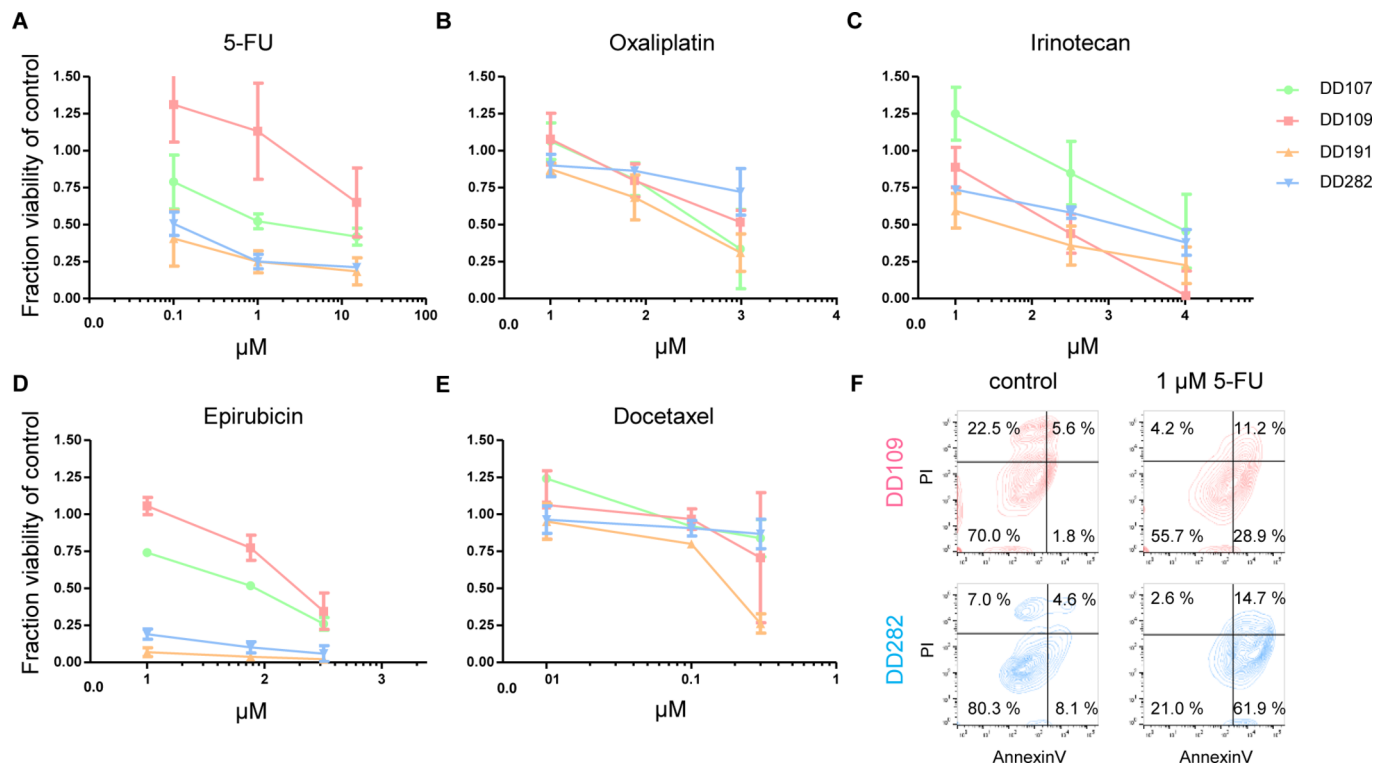 A
5-FU
Fraction viability of control
1.50
1.25
1.00
0.75
0.50
0.25
0.00
0.0
0.1
1
10
100
µM
B
Oxaliplatin
1.50
1.25
1.00
0.75
0.50
0.25
0.00
0.0
1
2
3
4
µM
C
Irinotecan
1.50
1.25
1.00
0.75
0.50
0.25
0.00
0.0
1
2
4
µM
DD107
DD109
DD191
DD282
D
Epirubicin
Fraction viability of control
1.50
1.25
1.00
0.75
0.50
0.25
0.00
0.0
1
2
3
µM
E
Docetaxel
1.50
1.25
1.00
0.75
0.50
0.25
0.00
0.0
01
0.1
1
µM
F
control
1 µM 5-FU
DD109
PI
22.5 %
5.6 %
70.0 %
1.8 %
4.2 %
11.2 %
55.7 %
28.9 %
DD282
PI
7.0 %
4.6 %
80.3 %
8.1 %
2.6 %
14.7 %
21.0 %
61.9 %
AnnexinV
AnnexinV